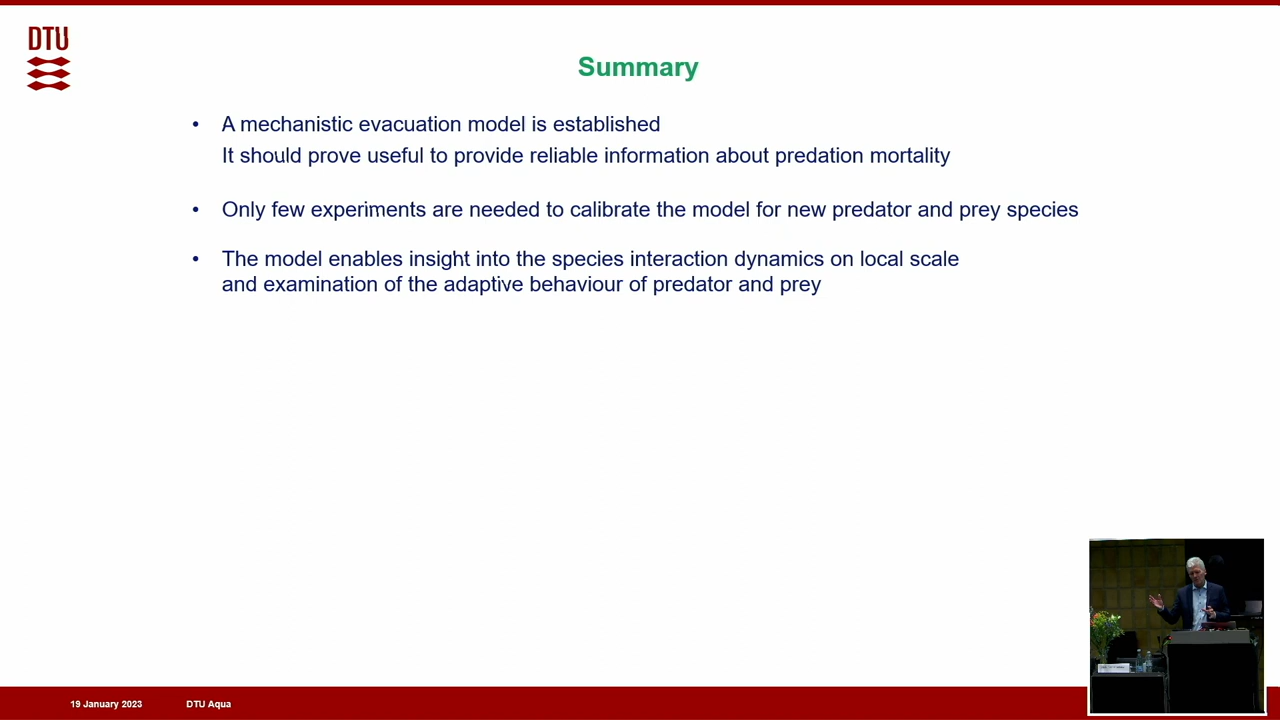 DTU
Summary
• A mechanistic evacuation model is established
It should prove useful to provide reliable information about predation mortality
• Only few experiments are needed to calibrate the model for new predator and prey species
• The model enables insight into the species interaction dynamics on local scale
and examination of the adaptive behaviour of predator and prey
19 January 2023 DTU Aqua